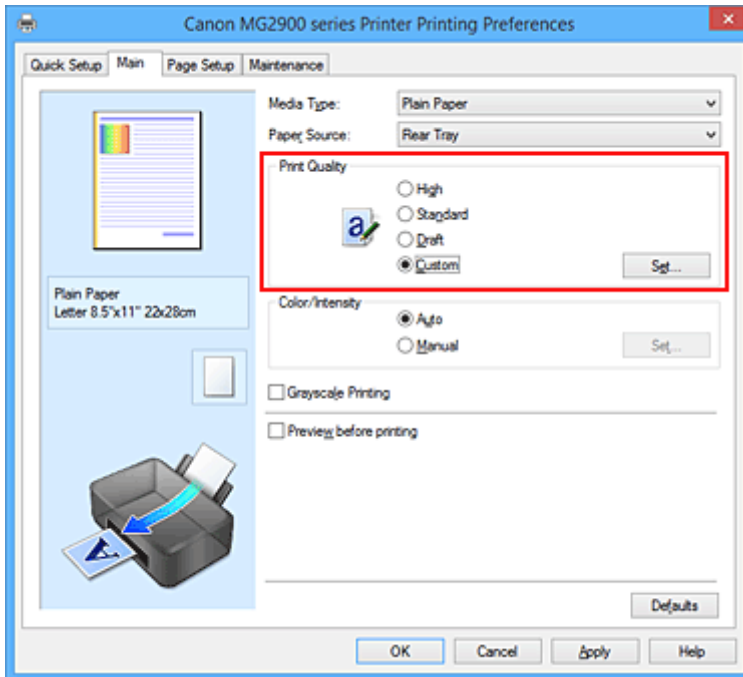 Canon MG2900 series Printer Printing Preferences
Quick Setup Main Page Setup Maintenance
Media Type: Plain Paper
Paper Source: Rear Tray
Print Quality
High
Standard
Draft
Custom Set...
Plain Paper
Letter 8.5"x11" 22x28cm
Color/Intensity
Auto
Manual Set...
Grayscale Printing
Preview before printing
Defaults
OK Cancel Apply Help